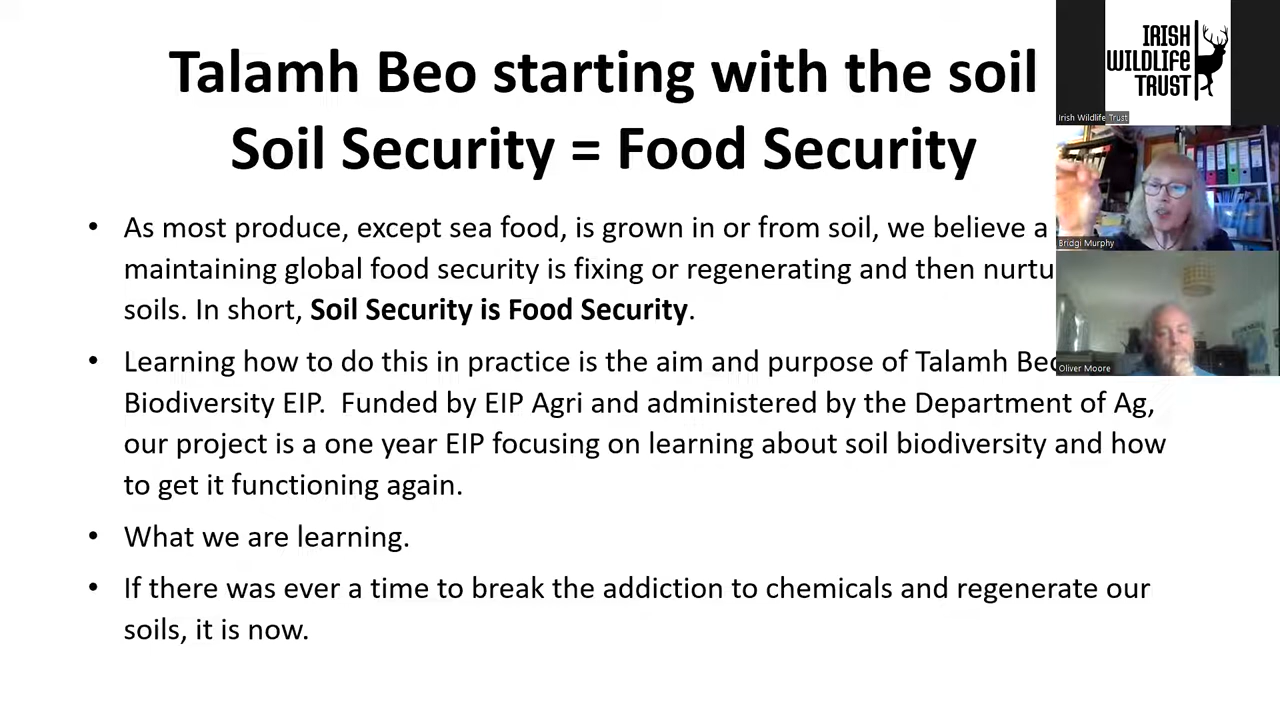 Talamh Beo starting with the soil
Soil Security = Food Security
• As most produce, except sea food, is grown in or from soil, we believe a
maintaining global food security is fixing or regenerating and then nurtu
soils. In short, Soil Security is Food Security.
• Learning how to do this in practice is the aim and purpose of Talamh Beo
Biodiversity EIP.  Funded by EIP Agri and administered by the Department of Ag,
our project is a one year EIP focusing on learning about soil biodiversity and how
to get it functioning again.
• What we are learning.
• If there was ever a time to break the addiction to chemicals and regenerate our
soils, it is now.
IRISH
WILDLIFE
TRUST
Irish Wildlife Trust
Bridgi Murphy
Oliver Moore